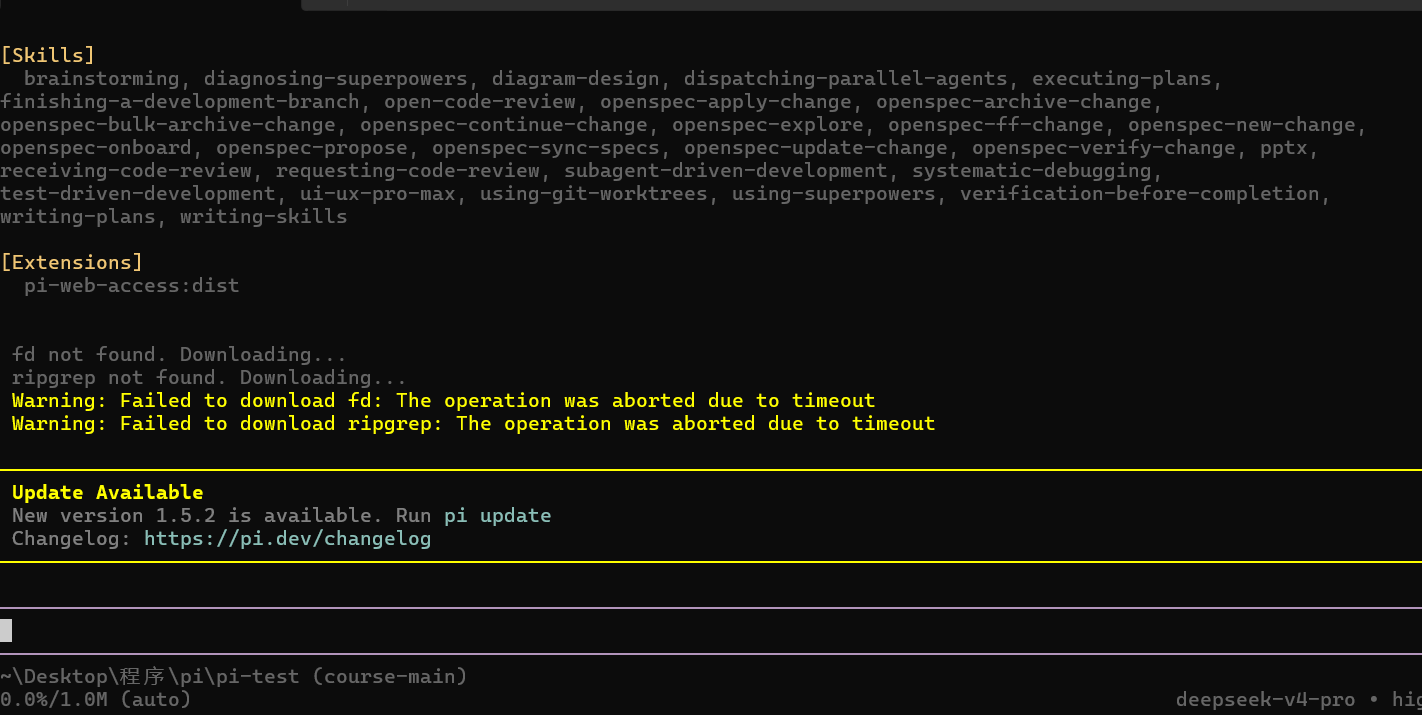 [Skills]
brainstorming, diagnosing-superpowers, diagram-design, dispatching-parallel-agents, executing-plans,
finishing-a-development-branch, open-code-review, openspec-apply-change, openspec-archive-change,
openspec-bulk-archive-change, openspec-continue-change, openspec-explore, openspec-ff-change, openspec-new-change,
openspec-onboard, openspec-propose, openspec-sync-specs, openspec-update-change, openspec-verify-change, pptx,
receiving-code-review, requesting-code-review, subagent-driven-development, systematic-debugging,
test-driven-development, ui-ux-pro-max, using-git-worktrees, using-superpowers, verification-before-completion,
writing-plans, writing-skills
[Extensions]
pi-web-access:dist
fd not found. Downloading...
ripgrep not found. Downloading...
Warning: Failed to download fd: The operation was aborted due to timeout
Warning: Failed to download ripgrep: The operation was aborted due to timeout
Update Available
New version 1.5.2 is available. Run pi update
Changelog: https://pi.dev/changelog
~\Desktop\程序\pi\pi-test (course-main)
0.0%/1.0M (auto) deepseek-v4-pro •